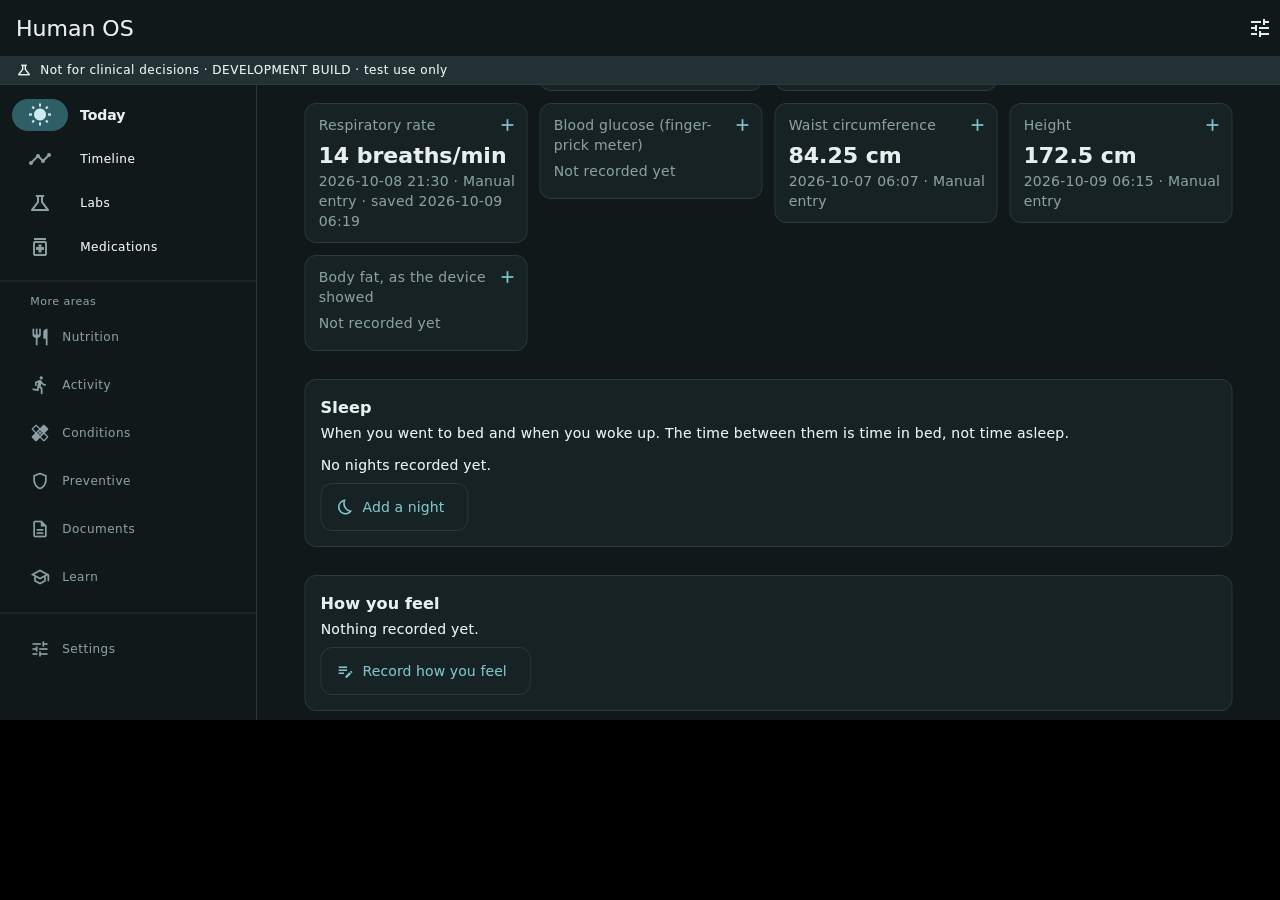 Human OS
Not for clinical decisions · DEVELOPMENT BUILD · test use only
Today
Timeline
Labs
Medications
More areas
Nutrition
Activity
Conditions
Preventive
Documents
Learn
Settings
Respiratory rate
14 breaths/min
2026-10-08 21:30 · Manual
entry · saved 2026-10-09
06:19
Blood glucose (finger-
prick meter)
Not recorded yet
Waist circumference
84.25 cm
2026-10-07 06:07 · Manual
entry
Height
172.5 cm
2026-10-09 06:15 · Manual
entry
Body fat, as the device
showed
Not recorded yet
Sleep
When you went to bed and when you woke up. The time between them is time in bed, not time asleep.
No nights recorded yet.
Add a night
How you feel
Nothing recorded yet.
Record how you feel